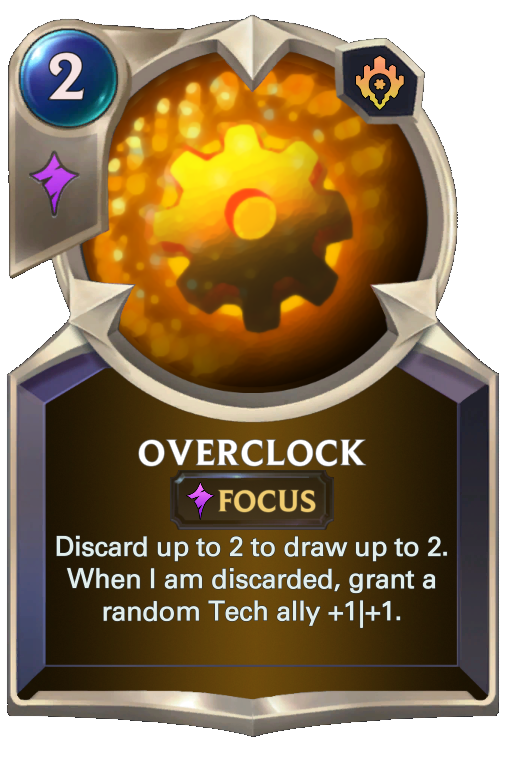 2
OVERCLOCK
FOCUS
Discard up to 2 to draw up to 2.
When I am discarded, grant a
random Tech ally +1|+1.